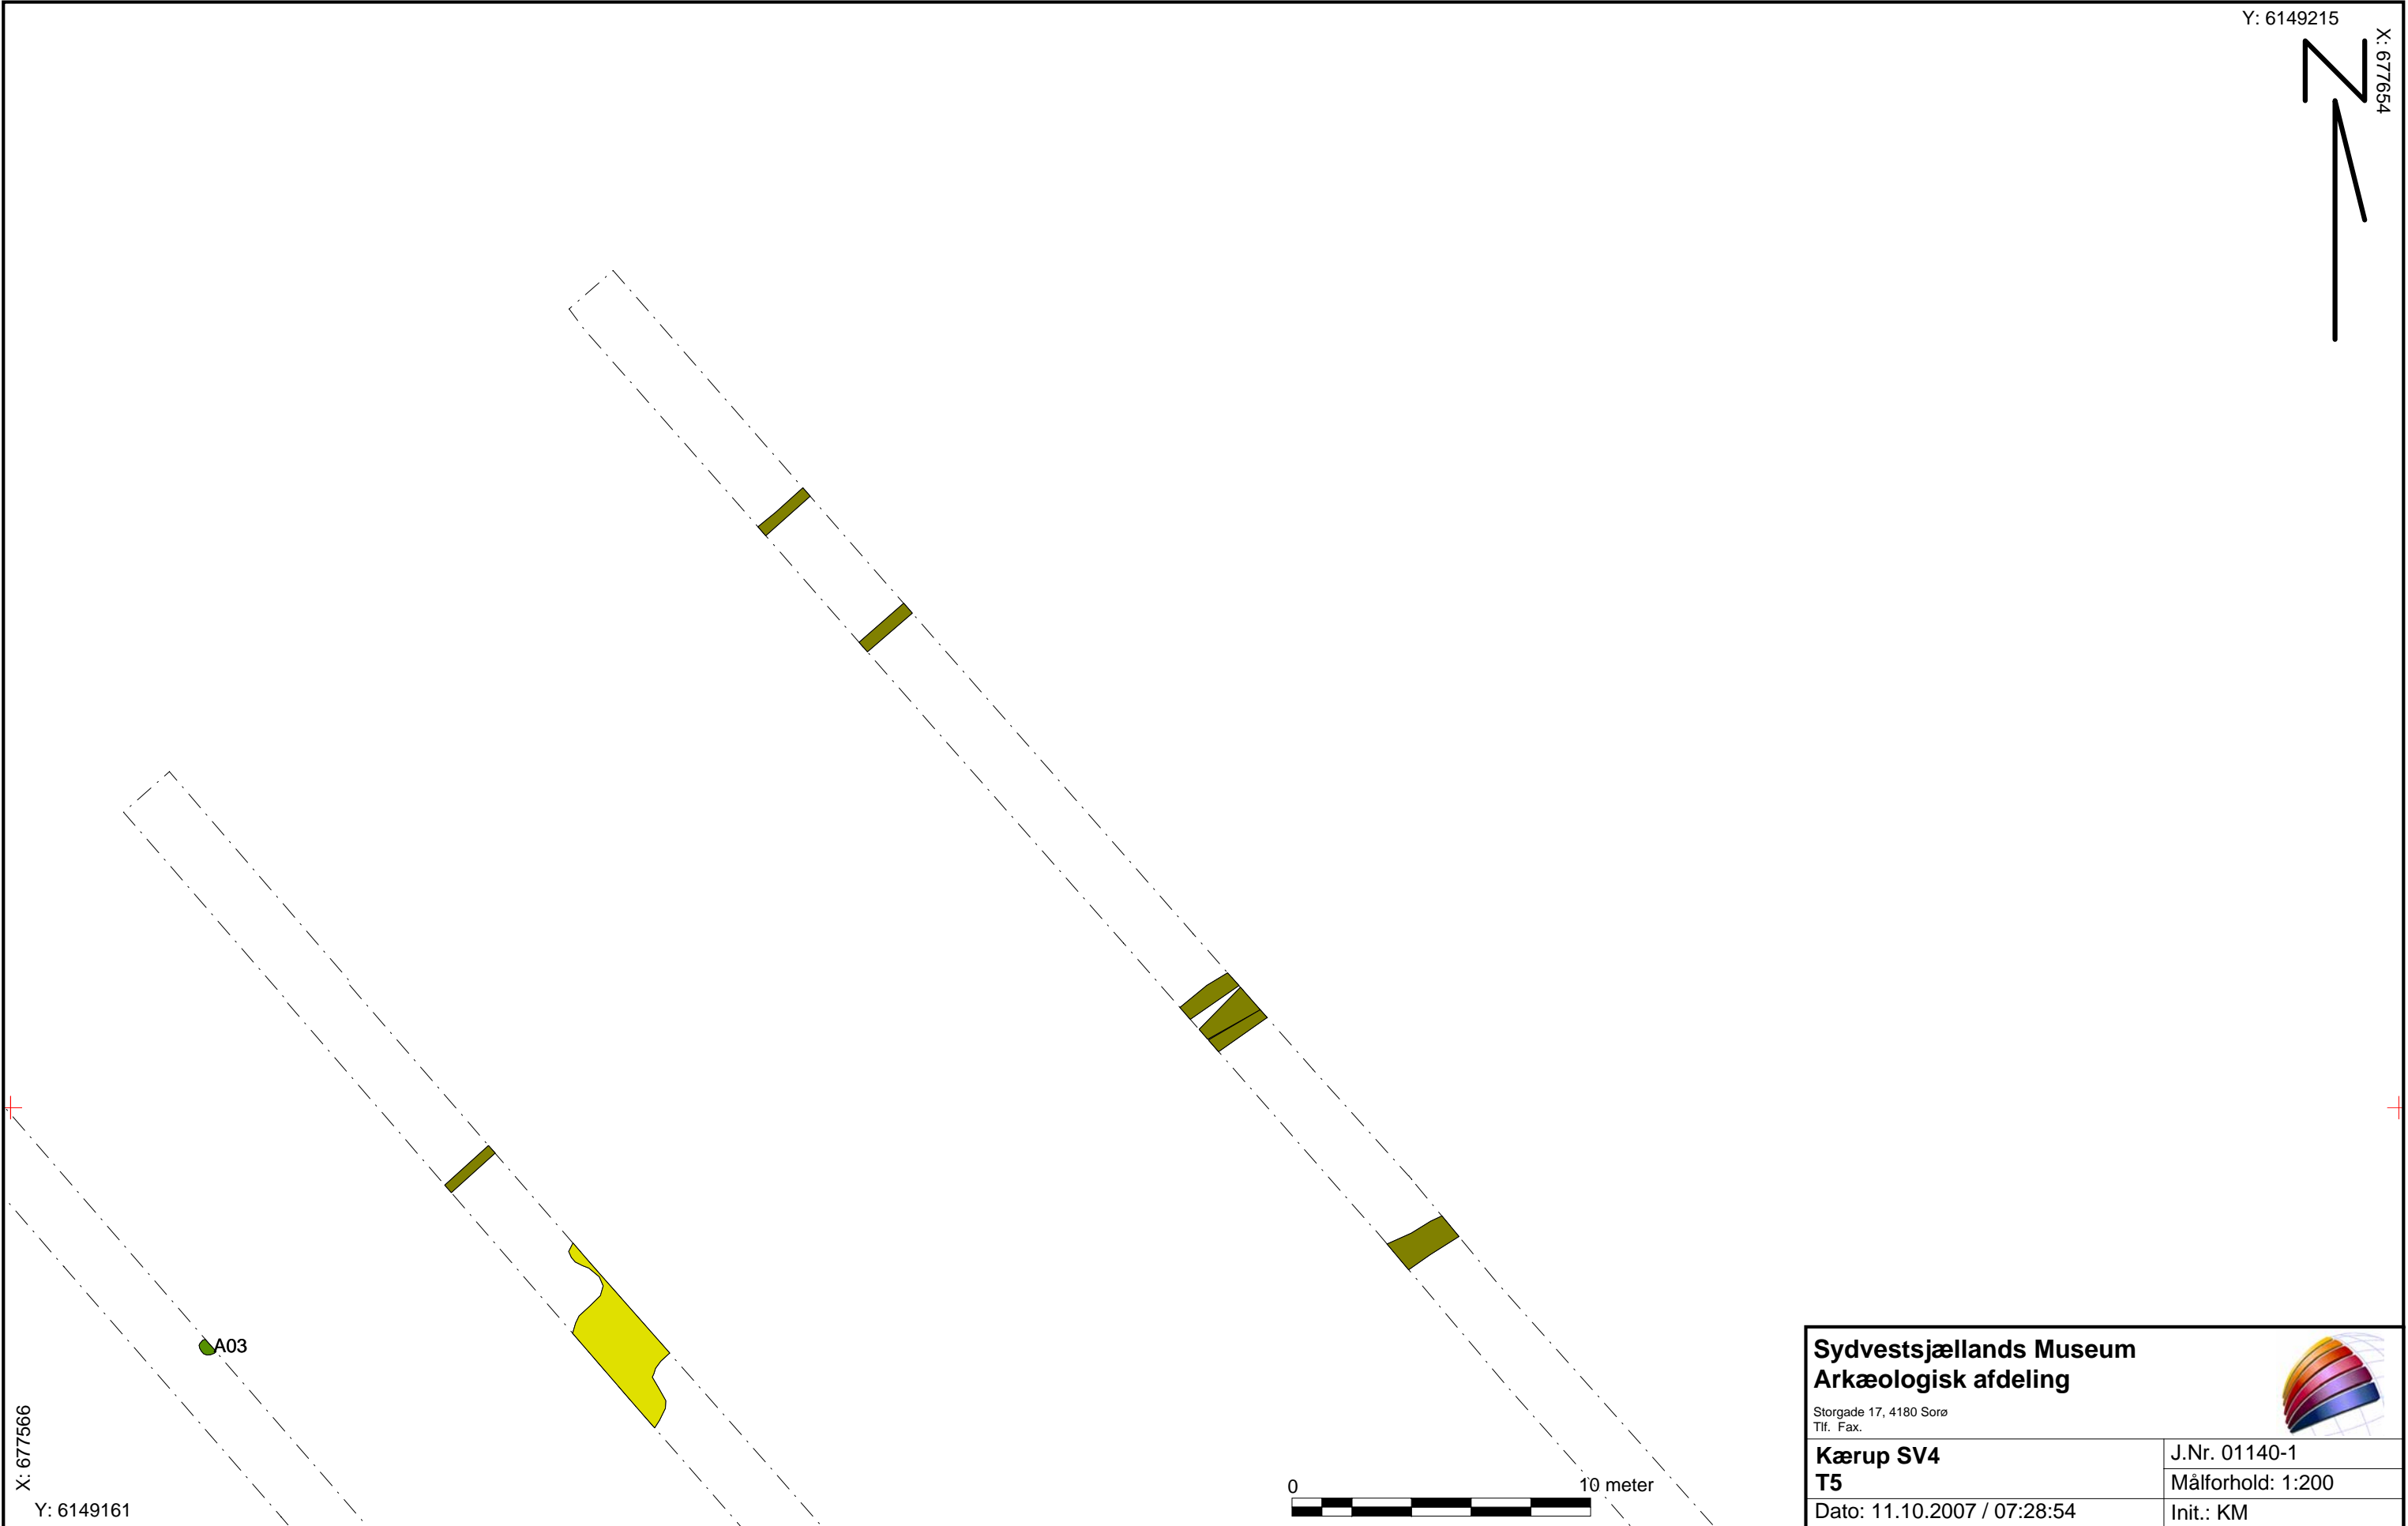 Y: 6149215
X: 677654
A03
X: 677566
Y: 6149161
0 10 meter
Sydvestsjællands Museum
Arkæologisk afdeling
Storgade 17, 4180 Sorø
Tlf. Fax.
Kærup SV4
T5
J.Nr. 01140-1
Målforhold: 1:200
Dato: 11.10.2007 / 07:28:54
Init.: KM